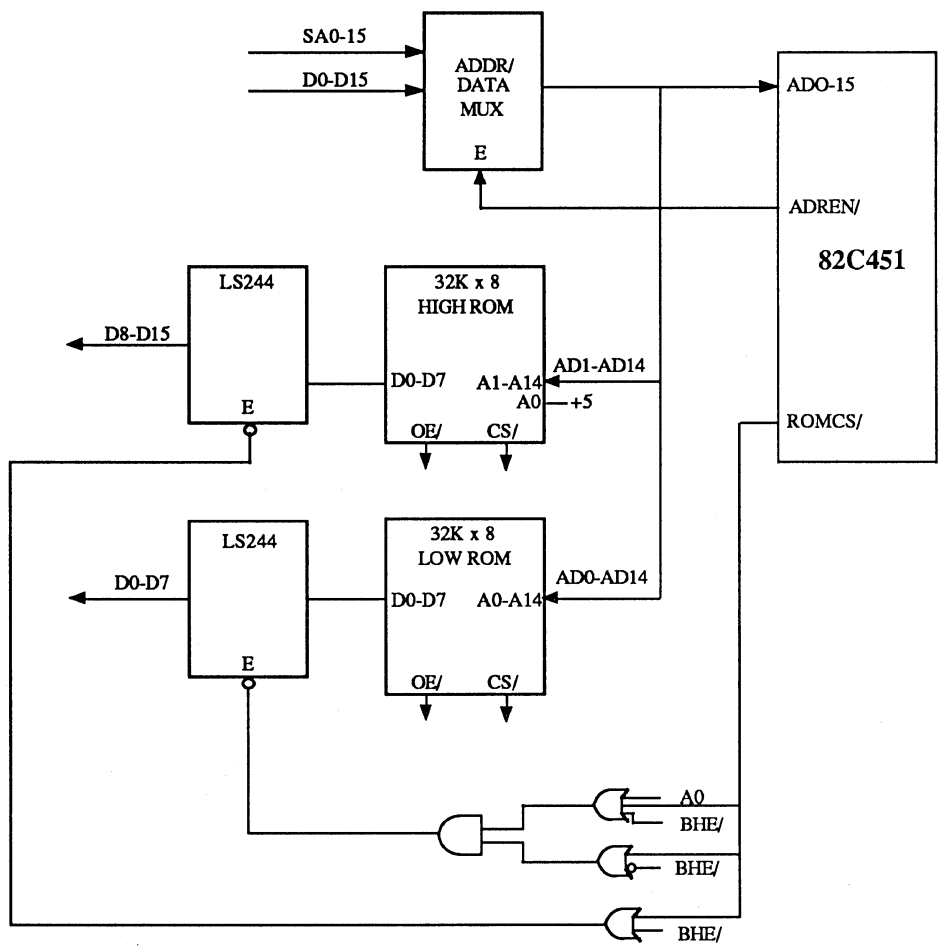 SA0-15
D0-D15
ADDR/
DATA
MUX
E
ADO-15
ADREN/
82C451
ROMCS/
LS244
D8-D15
E
32K x 8
HIGH ROM
D0-D7
A1-A14
A0
+5
OE/
CS/
AD1-AD14
LS244
D0-D7
E
32K x 8
LOW ROM
D0-D7
A0-A14
OE/
CS/
AD0-AD14
A0
BHE/
BHE/
BHE/